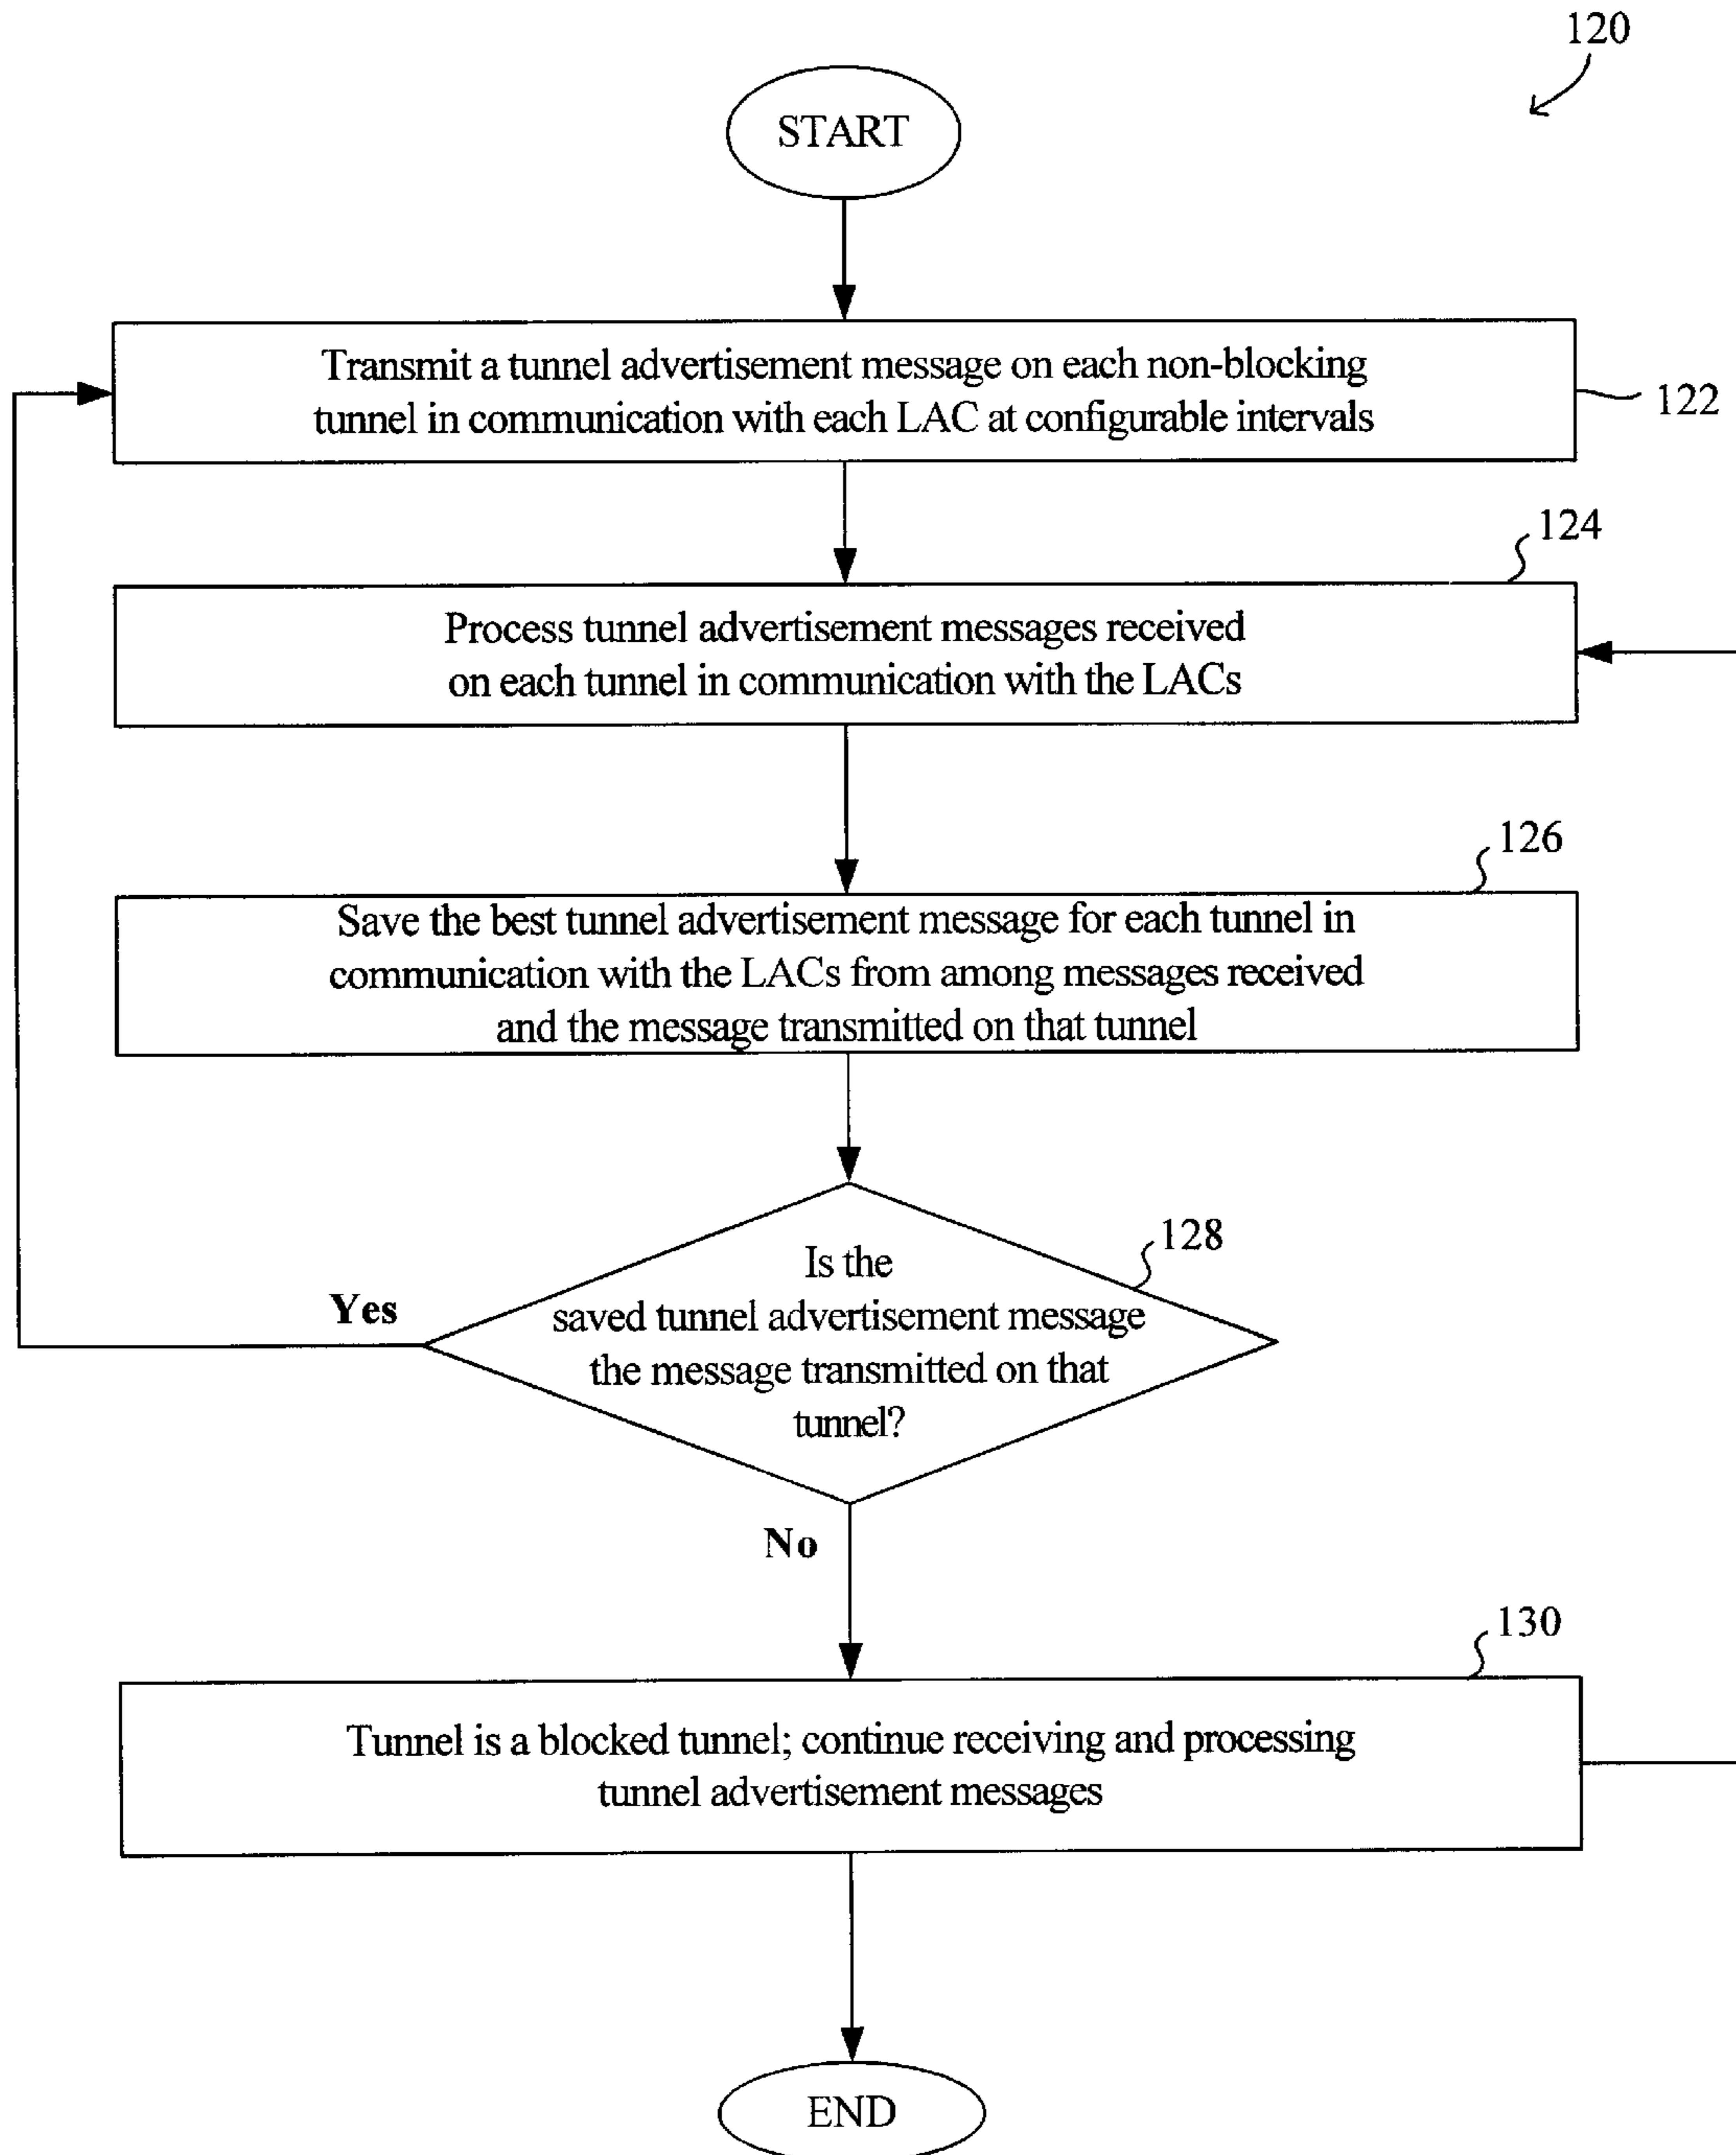 120
START
Transmit a tunnel advertisement message on each non-blocking
tunnel in communication with each LAC at configurable intervals
122
124
Process tunnel advertisement messages received
on each tunnel in communication with the LACs
126
Save the best tunnel advertisement message for each tunnel in
communication with the LACs from among messages received
and the message transmitted on that tunnel
128
Is the
saved tunnel advertisement message
the message transmitted on that
tunnel?
Yes
No
130
Tunnel is a blocked tunnel; continue receiving and processing
tunnel advertisement messages
END